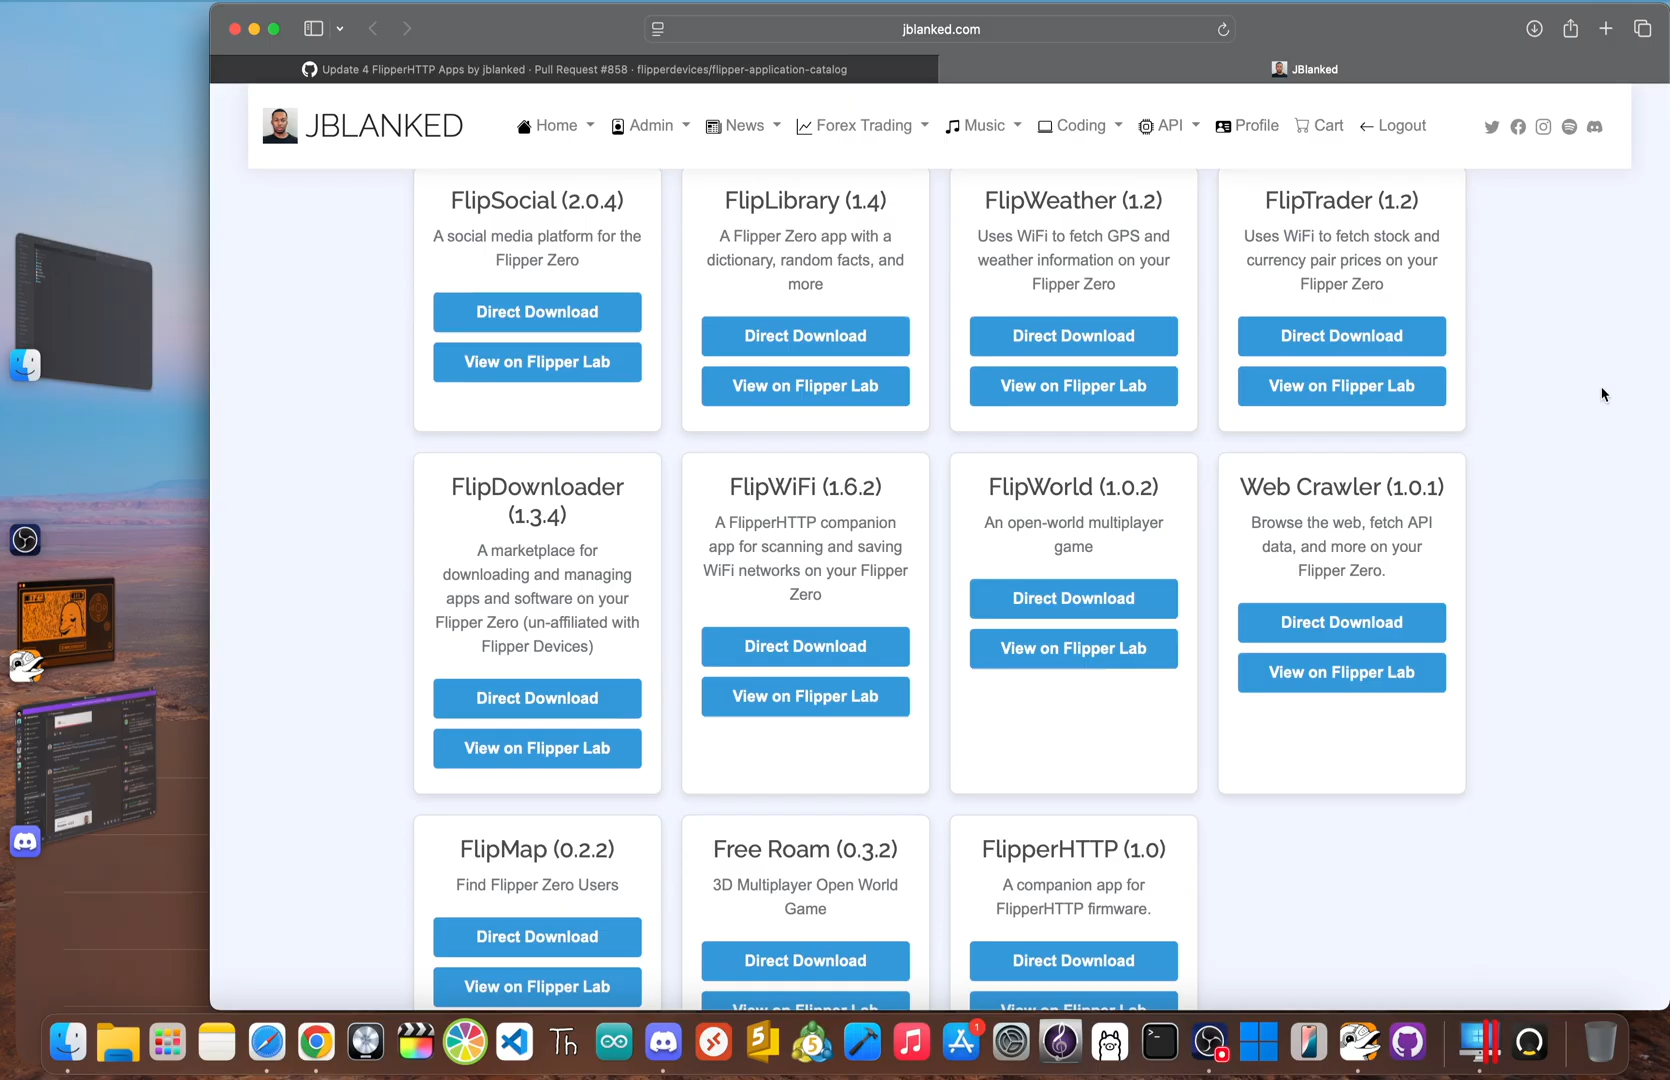 jblanked.com
Update 4 FlipperHTTP Apps by jblanked · Pull Request #858 · flipperdevices/flipper-application-catalog
JBlanked
JBLANKED
Home
Admin
News
Forex Trading
Music
Coding
API
Profile
Cart
Logout
FlipSocial (2.0.4)
A social media platform for the
Flipper Zero
Direct Download
View on Flipper Lab
FlipLibrary (1.4)
A Flipper Zero app with a
dictionary, random facts, and
more
Direct Download
View on Flipper Lab
FlipWeather (1.2)
Uses WiFi to fetch GPS and
weather information on your
Flipper Zero
Direct Download
View on Flipper Lab
FlipTrader (1.2)
Uses WiFi to fetch stock and
currency pair prices on your
Flipper Zero
Direct Download
View on Flipper Lab
FlipDownloader
(1.3.4)
A marketplace for
downloading and managing
apps and software on your
Flipper Zero (un-affiliated with
Flipper Devices)
Direct Download
View on Flipper Lab
FlipWiFi (1.6.2)
A FlipperHTTP companion
app for scanning and saving
WiFi networks on your Flipper
Zero
Direct Download
View on Flipper Lab
FlipWorld (1.0.2)
An open-world multiplayer
game
Direct Download
View on Flipper Lab
Web Crawler (1.0.1)
Browse the web, fetch API
data, and more on your
Flipper Zero.
Direct Download
View on Flipper Lab
FlipMap (0.2.2)
Find Flipper Zero Users
Direct Download
View on Flipper Lab
Free Roam (0.3.2)
3D Multiplayer Open World
Game
Direct Download
View on Flipper Lab
FlipperHTTP (1.0)
A companion app for
FlipperHTTP firmware.
Direct Download
View on Flipper Lab
Th
5
5
1